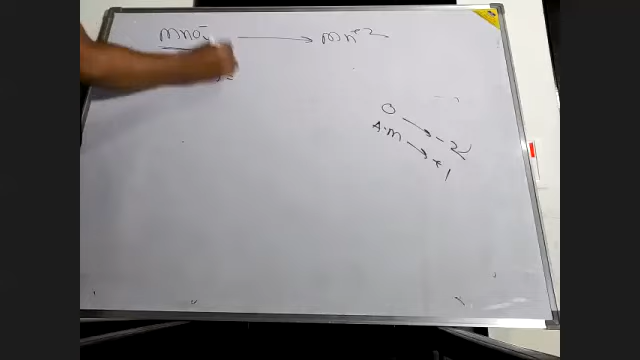 MnO₄⁻ ⟶ Mn⁺²
O → -2
A.M → +1